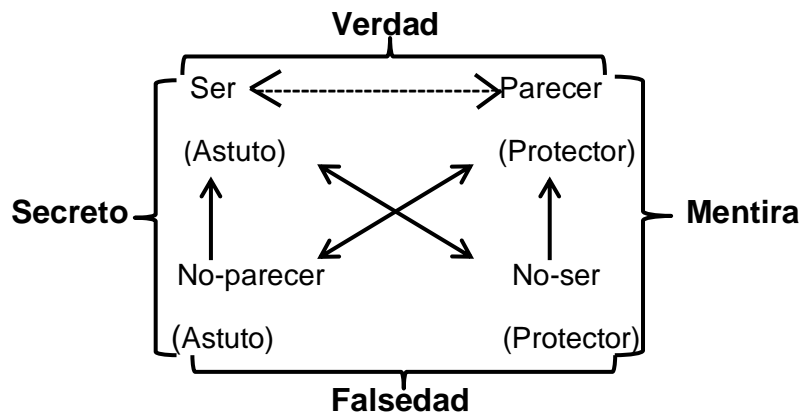 Verdad
Ser Parecer
(Astuto) (Protector)
Secreto Mentira
No-parecer No-ser
(Astuto) (Protector)
Falsedad